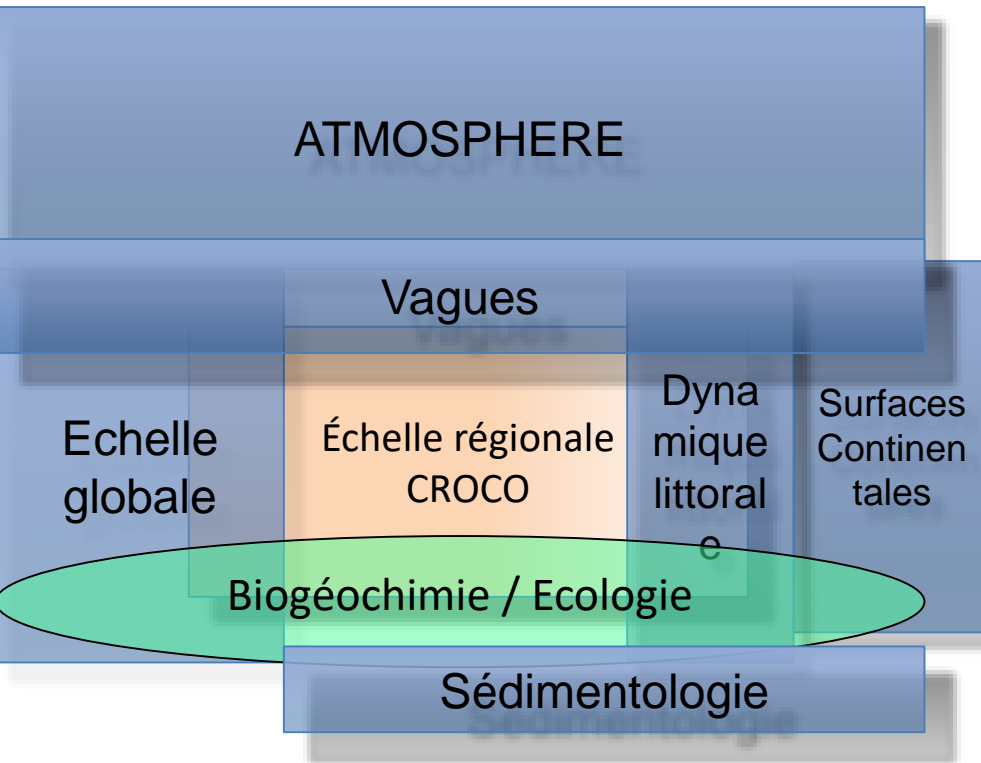 ATMOSPHERE
Vagues
Echelle
globale
Échelle régionale
CROCO
Dyna
mique
littoral
e
Surfaces
Continen
tales
Biogéochimie / Ecologie
Sédimentologie